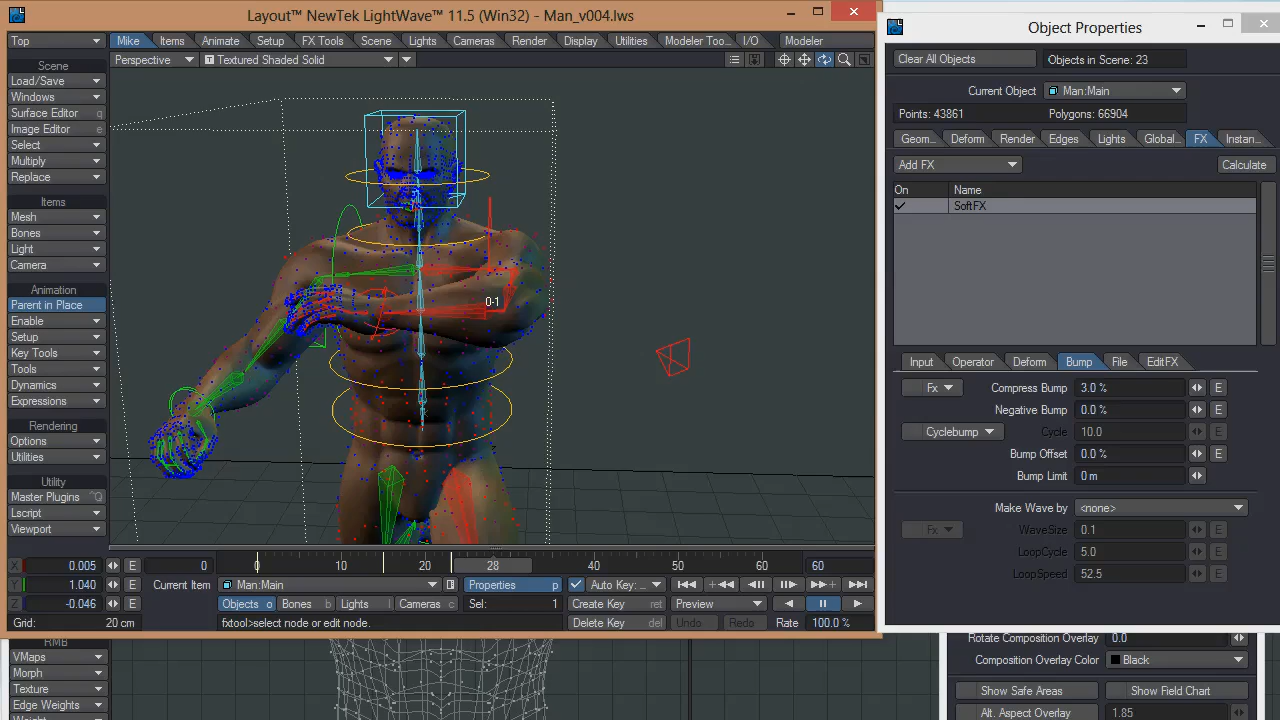 Layout™ NewTek LightWave™ 11.5 (Win32) - Man_v004.lws
Top Mike Items Animate Setup FX Tools Scene Lights Cameras Render Display Utilities Modeler Too... I/O Modeler
Perspective Textured Shaded Solid
Scene
Load/Save
Windows
Surface Editor q
Image Editor e
Select
Multiply
Replace
Items
Mesh
Bones
Light
Camera
Animation
Parent in Place
Enable
Setup
Key Tools
Tools
Dynamics
Expressions
Rendering
Options
Utilities
Utility
Master Plugins ^Q
Lscript
Viewport
0-1
X 0.005 E 0 0 10 20 28 40 50 60 60
Y 1.040 E Current Item Man:Main Properties p Auto Key: ...
Z -0.046 E Objects o Bones b Lights l Cameras c Sel: 1 Create Key ret Preview
Grid: 20 cm fxtool>select node or edit node. Delete Key del Undo Redo Rate 100.0 %
Object Properties
Clear All Objects Objects in Scene: 23
Current Object Man:Main
Points: 43861 Polygons: 66904
Geom... Deform Render Edges Lights Global... FX Instan...
Add FX Calculate
On Name
SoftFX
Input Operator Deform Bump File EditFX
Fx Compress Bump 3.0 % E
Negative Bump 0.0 % E
Cyclebump Cycle 10.0 E
Bump Offset 0.0 % E
Bump Limit 0 m
Make Wave by <none>
Fx WaveSize 0.1 E
LoopCycle 5.0 E
LoopSpeed 52.5 E
RMB
VMaps
Morph
Texture
Edge Weights
Rotate Composition Overlay 0.0 E
Composition Overlay Color Black
Show Safe Areas Show Field Chart
Alt. Aspect Overlay 1.85 E